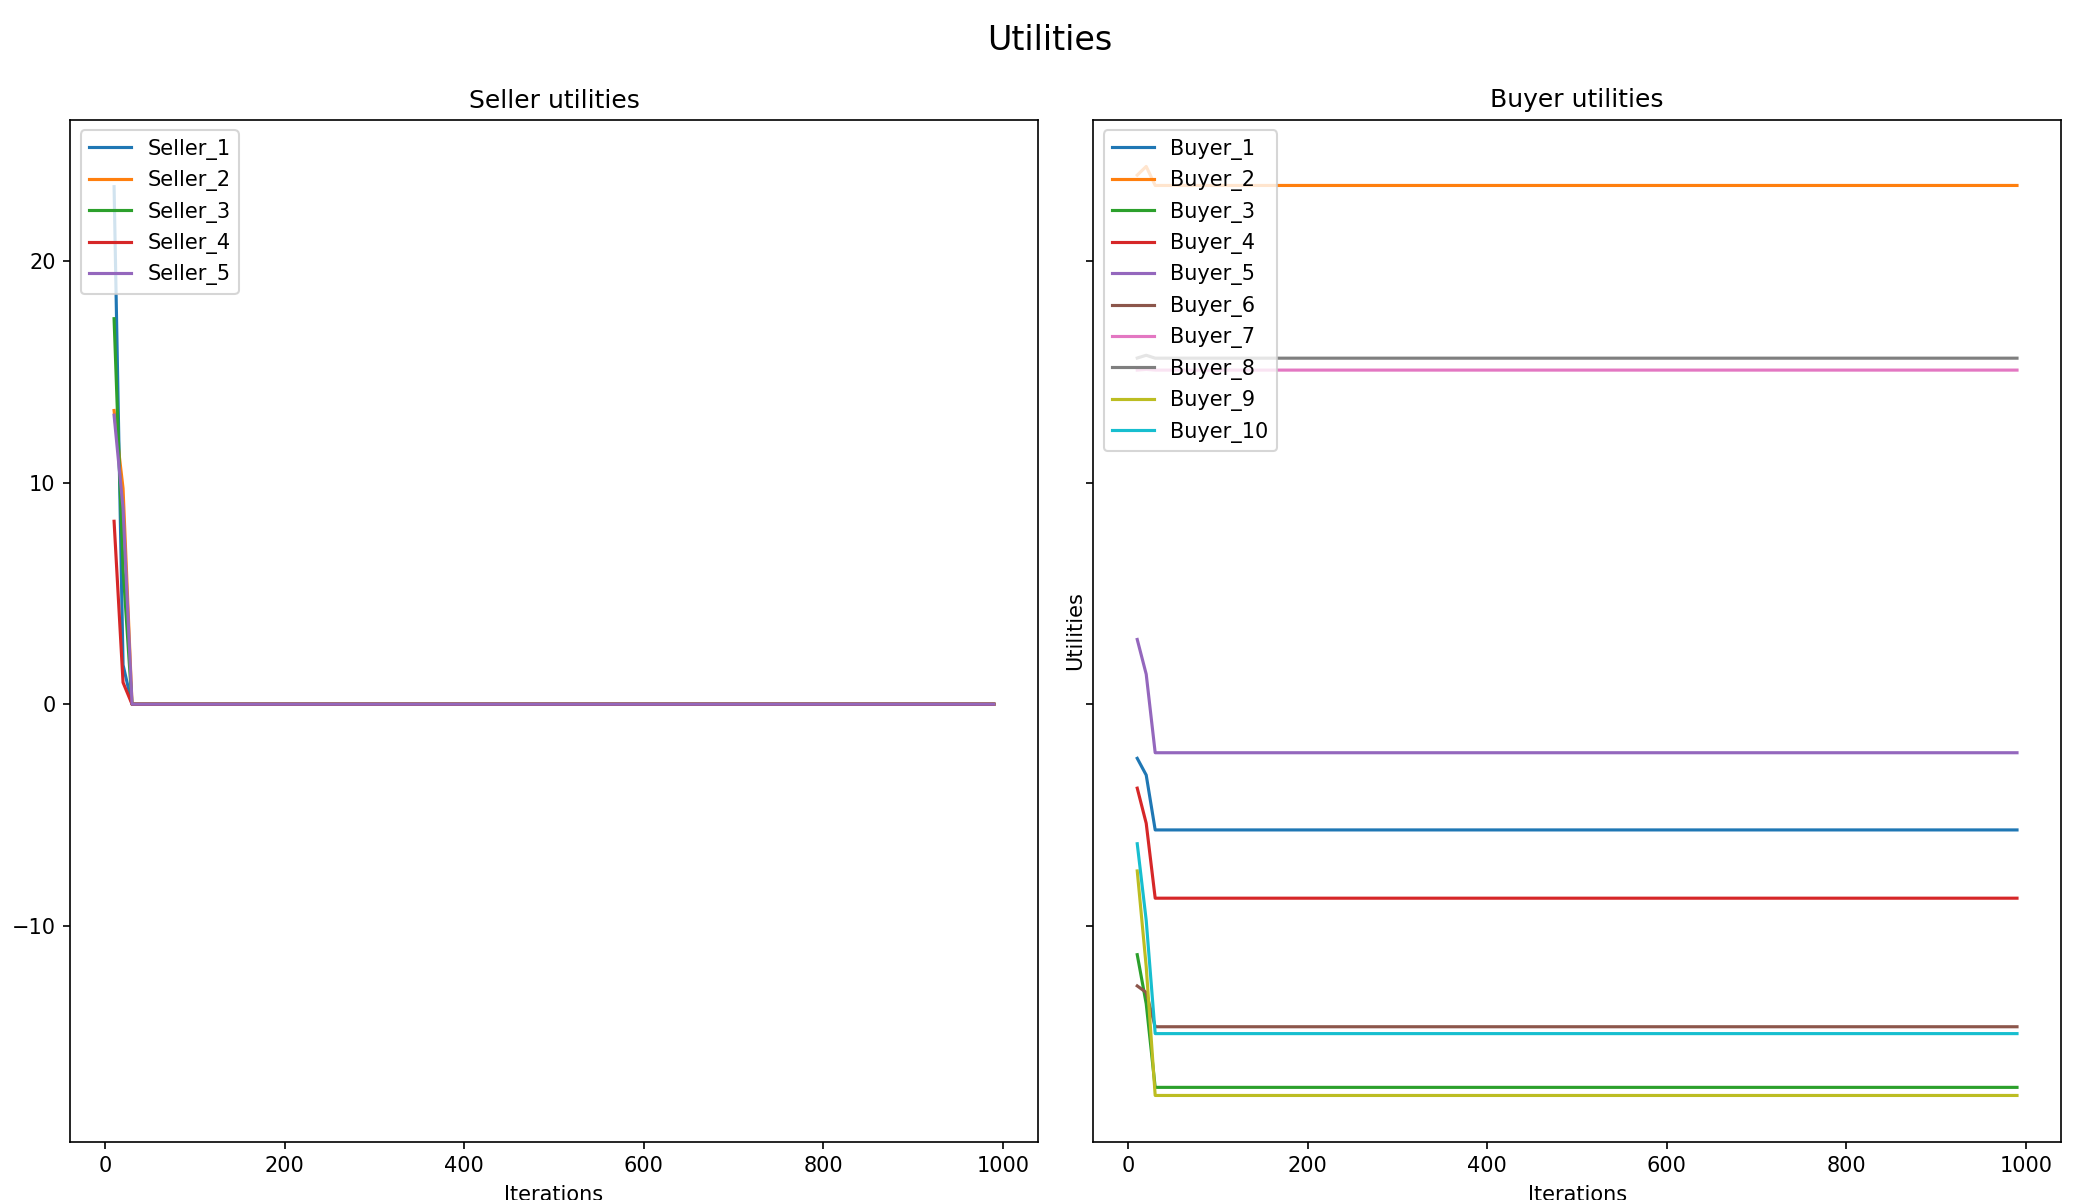 Utilities
Seller utilities
Seller_1
Seller_2
Seller_3
Seller_4
Seller_5
20
10
0
−10
0 200 400 600 800 1000
Iterations
Buyer utilities
Buyer_1
Buyer_2
Buyer_3
Buyer_4
Buyer_5
Buyer_6
Buyer_7
Buyer_8
Buyer_9
Buyer_10
Utilities
0 200 400 600 800 1000
Iterations